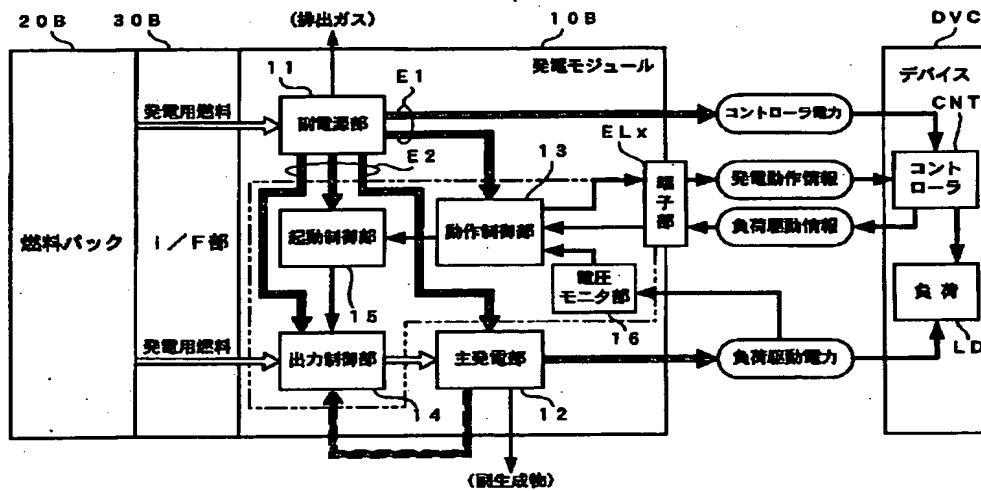 20B
30B
(排出ガス)
10B
DVC
11
E1
発電モジュール
デバイス
発電用燃料
副電源部
コントローラ電力
CNT
E2
13
ELx
端子部
発電動作情報
コント
ローラ
燃料パック
i/F部
起動制御部
動作制御部
負荷駆動情報
電圧
モニタ部
負荷
15
16
発電用燃料
出力制御部
主発電部
負荷駆動電力
LD
14
12
(副生成物)